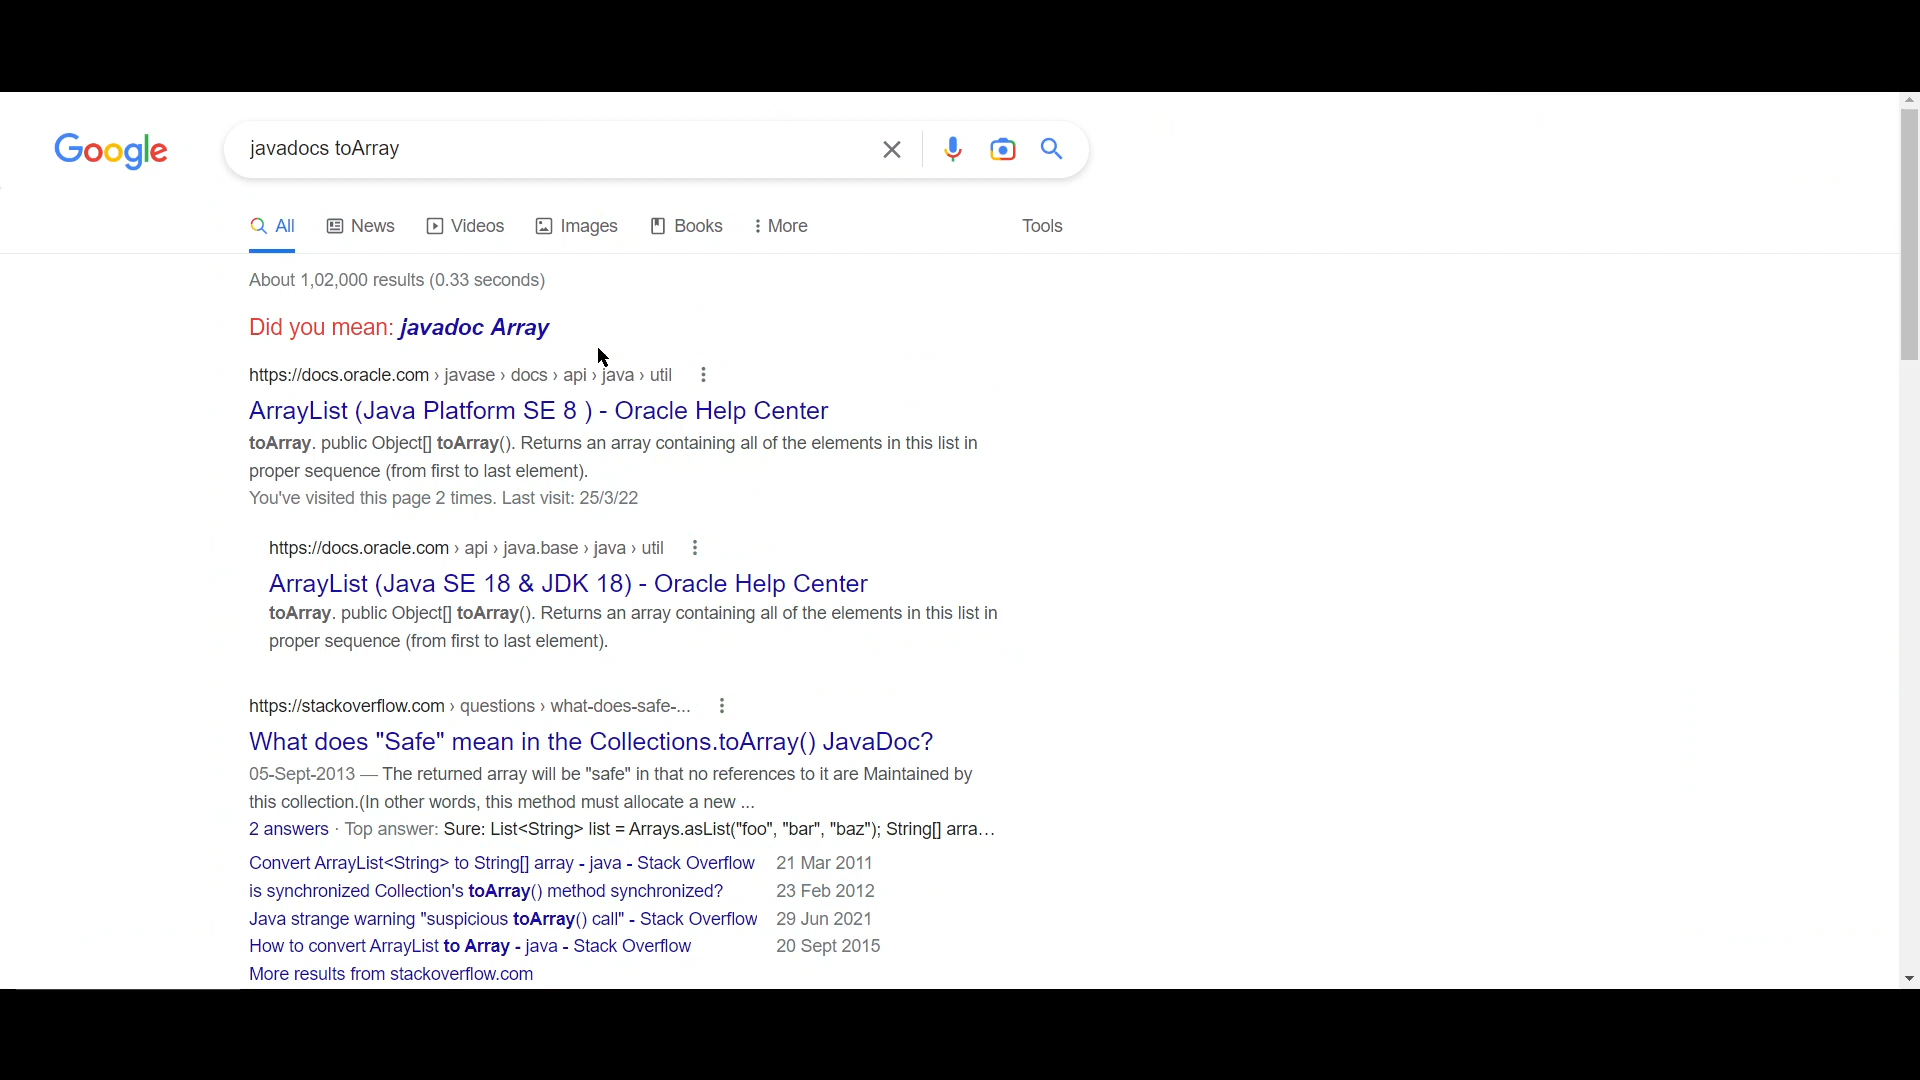 Google
javadocs toArray
All News Videos Images Books More Tools
About 1,02,000 results (0.33 seconds)
Did you mean: javadoc Array
https://docs.oracle.com › javase › docs › api › java › util
ArrayList (Java Platform SE 8 ) - Oracle Help Center
toArray. public Object[] toArray(). Returns an array containing all of the elements in this list in
proper sequence (from first to last element).
You've visited this page 2 times. Last visit: 25/3/22
https://docs.oracle.com › api › java.base › java › util
ArrayList (Java SE 18 & JDK 18) - Oracle Help Center
toArray. public Object[] toArray(). Returns an array containing all of the elements in this list in
proper sequence (from first to last element).
https://stackoverflow.com › questions › what-does-safe-...
What does "Safe" mean in the Collections.toArray() JavaDoc?
05-Sept-2013 — The returned array will be "safe" in that no references to it are Maintained by
this collection.(In other words, this method must allocate a new ...
2 answers · Top answer: Sure: List<String> list = Arrays.asList("foo", "bar", "baz"); String[] arra...
Convert ArrayList<String> to String[] array - java - Stack Overflow 21 Mar 2011
is synchronized Collection's toArray() method synchronized? 23 Feb 2012
Java strange warning "suspicious toArray() call" - Stack Overflow 29 Jun 2021
How to convert ArrayList to Array - java - Stack Overflow 20 Sept 2015
More results from stackoverflow.com